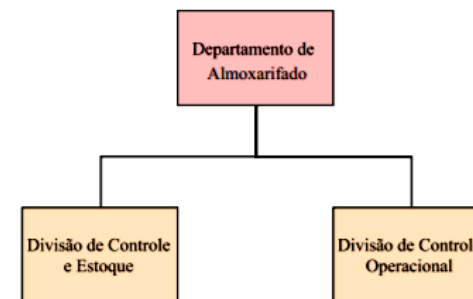 Departamento de
Almoxarifado
Divisão de Controle
e Estoque
Divisão de Control
Operacional